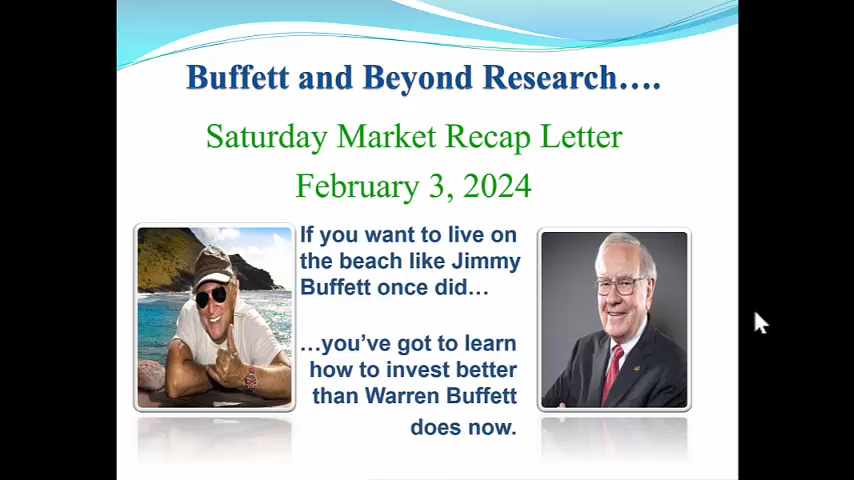 Buffett and Beyond Research….
Saturday Market Recap Letter
February 3, 2024
If you want to live on
the beach like Jimmy
Buffett once did…
…you’ve got to learn
how to invest better
than Warren Buffett
does now.